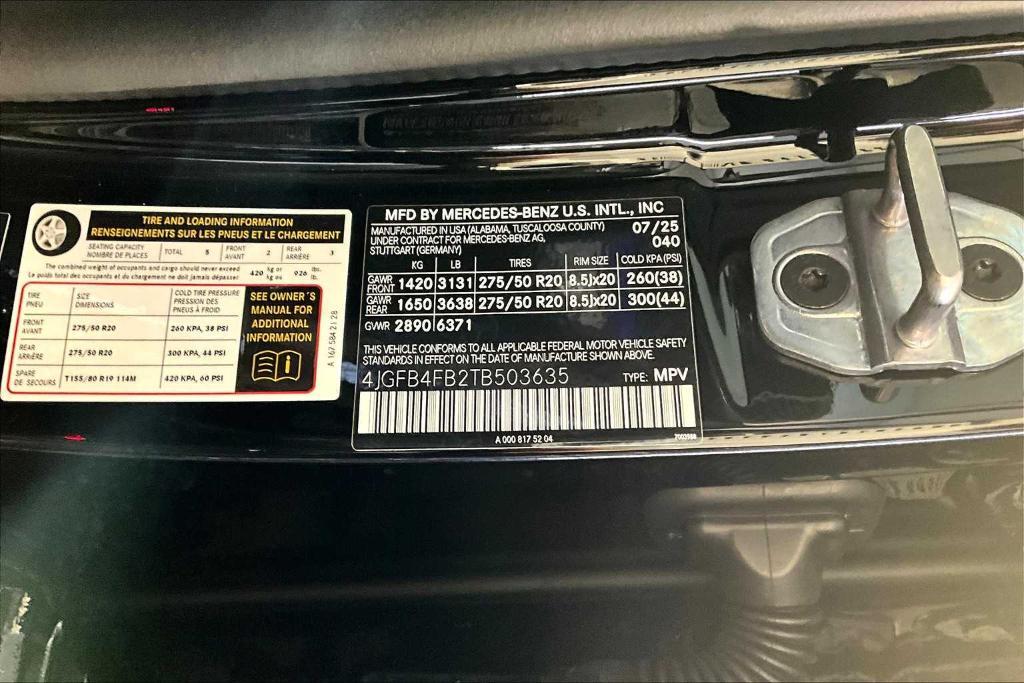 TIRE AND LOADING INFORMATION
RENSEIGNEMENTS SUR LES PNEUS ET LE CHARGEMENT
SEATING CAPACITY TOTAL 5 FRONT 2 REAR 3
NOMBRE DE PLACES AVANT ARRIÈRE
The combined weight of occupants and cargo should never exceed 420 kg or 926 lbs.
Le poids total des occupants et du chargement ne doit jamais dépasser 420 kg ou 926 lb.
TIRE SIZE COLD TIRE PRESSURE
PNEU DIMENSIONS PRESSION DES
PNEUS À FROID
FRONT 275/50 R20 260 KPA, 38 PSI
AVANT
REAR 275/50 R20 300 KPA, 44 PSI
ARRIÈRE
SPARE T155/80 R19 114M 420 KPA, 60 PSI
DE SECOURS
SEE OWNER'S
MANUAL FOR
ADDITIONAL
INFORMATION
A 167 584 21 28
MFD BY MERCEDES-BENZ U.S. INTL., INC
MANUFACTURED IN USA (ALABAMA, TUSCALOOSA COUNTY) 07/25
UNDER CONTRACT FOR MERCEDES-BENZ AG, 040
STUTTGART (GERMANY)
KG LB TIRES RIM SIZE COLD KPA(PSI)
GAWR FRONT 1420 3131 275/50 R20 8.5Jx20 260(38)
GAWR REAR 1650 3638 275/50 R20 8.5Jx20 300(44)
GVWR 2890 6371
THIS VEHICLE CONFORMS TO ALL APPLICABLE FEDERAL MOTOR VEHICLE SAFETY
STANDARDS IN EFFECT ON THE DATE OF MANUFACTURE SHOWN ABOVE.
4JGFB4FB2TB503635 TYPE: MPV
A 000 817 52 04